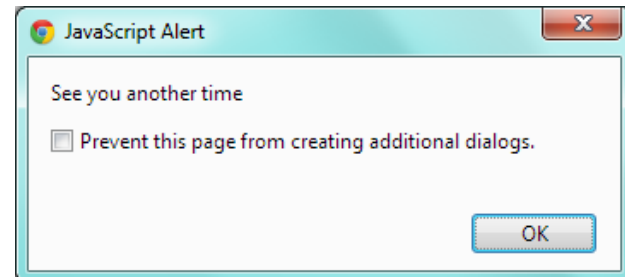 JavaScript Alert
See you another time
Prevent this page from creating additional dialogs.
OK